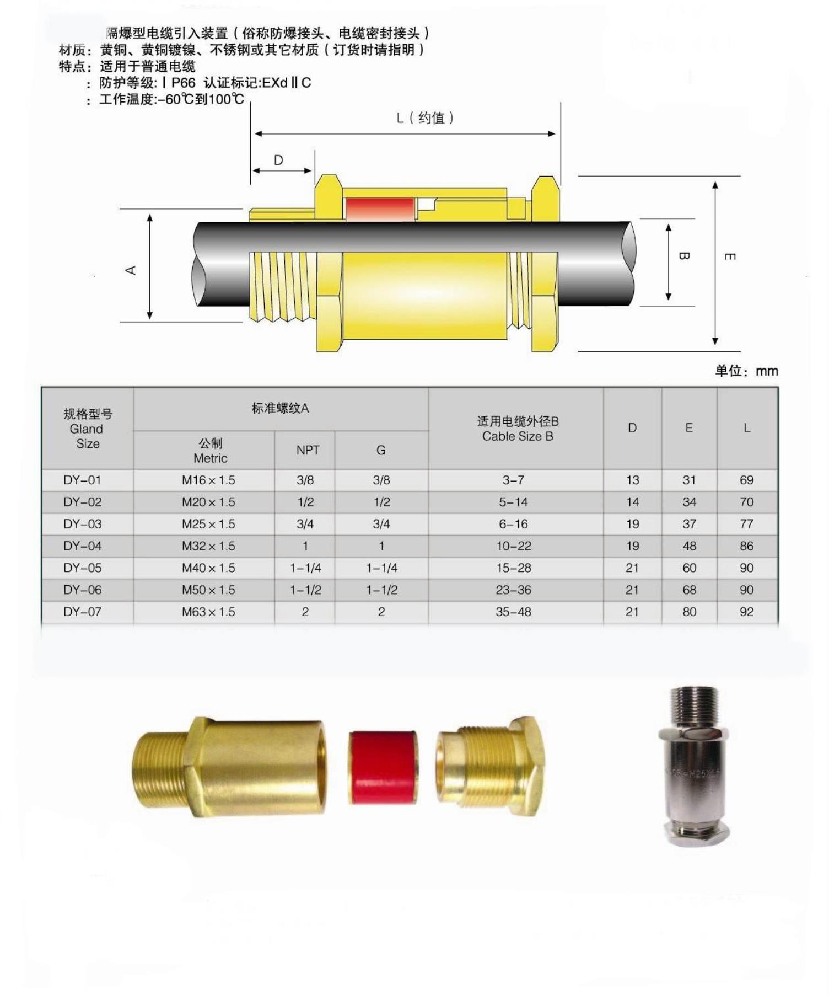 隔爆型电缆引入装置（俗称防爆接头、电缆密封接头）
材质：黄铜、黄铜镀镍、不锈钢或其它材质（订货时请指明）
特点：适用于普通电缆
：防护等级:ⅠP66 认证标记:EXdⅡC
：工作温度:-60℃到100℃
L（约值）
D
A
B
E
单位：mm
规格型号 Gland Size
标准螺纹A
适用电缆外径B Cable Size B
D E L
公制 Metric
NPT
G
DY-01 M16×1.5 3/8 3/8 3-7 13 31 69
DY-02 M20×1.5 1/2 1/2 5-14 14 34 70
DY-03 M25×1.5 3/4 3/4 6-16 19 37 77
DY-04 M32×1.5 1 1 10-22 19 48 86
DY-05 M40×1.5 1-1/4 1-1/4 15-28 21 60 90
DY-06 M50×1.5 1-1/2 1-1/2 23-36 21 68 90
DY-07 M63×1.5 2 2 35-48 21 80 92